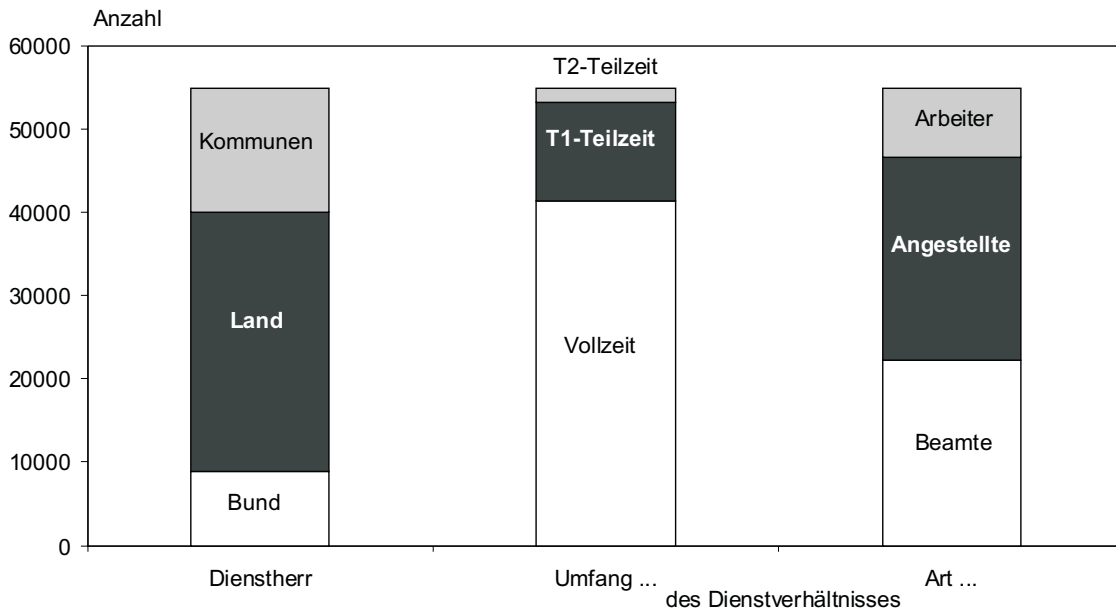 Anzahl
60000
50000
40000
30000
20000
10000
0
Kommunen
Land
Bund
T2-Teilzeit
T1-Teilzeit
Vollzeit
Arbeiter
Angestellte
Beamte
Dienstherr
Umfang ...
Art ...
des Dienstverhältnisses